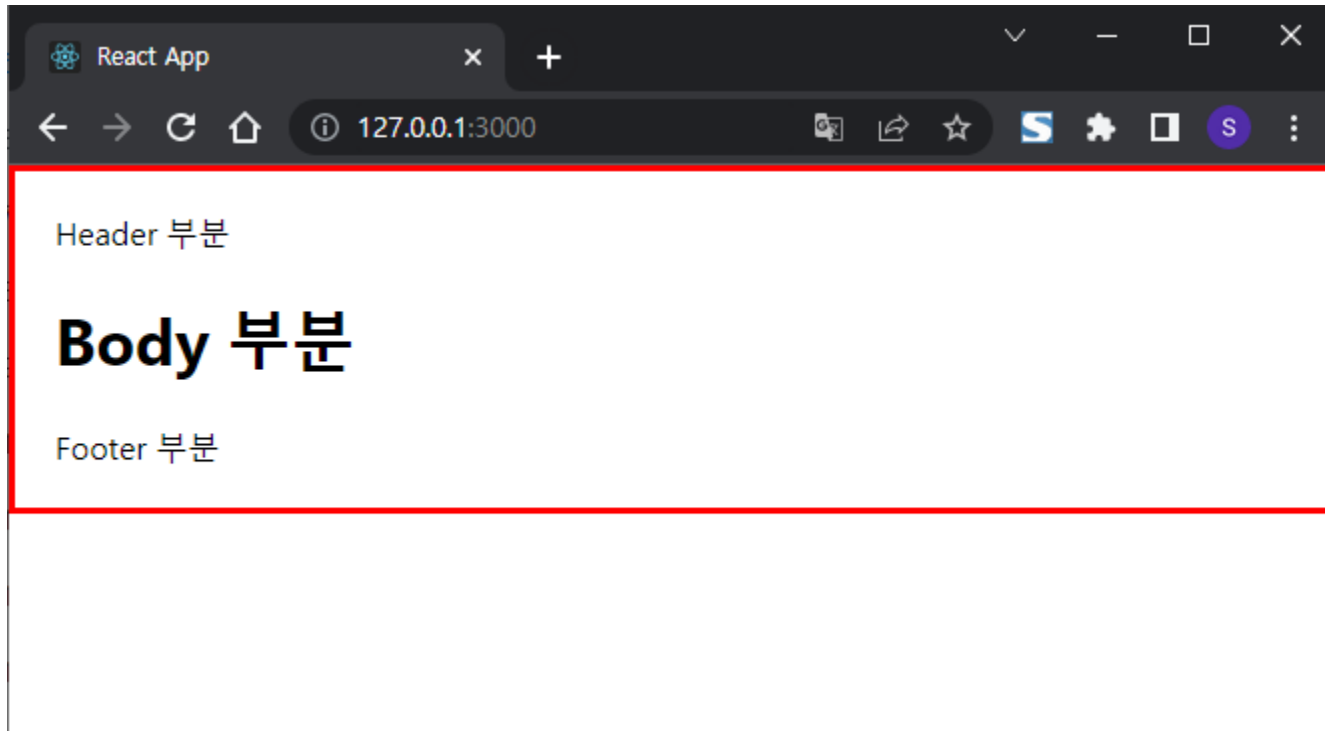 React App
127.0.0.1:3000
S
S
Header 부분
Body 부분
Footer 부분